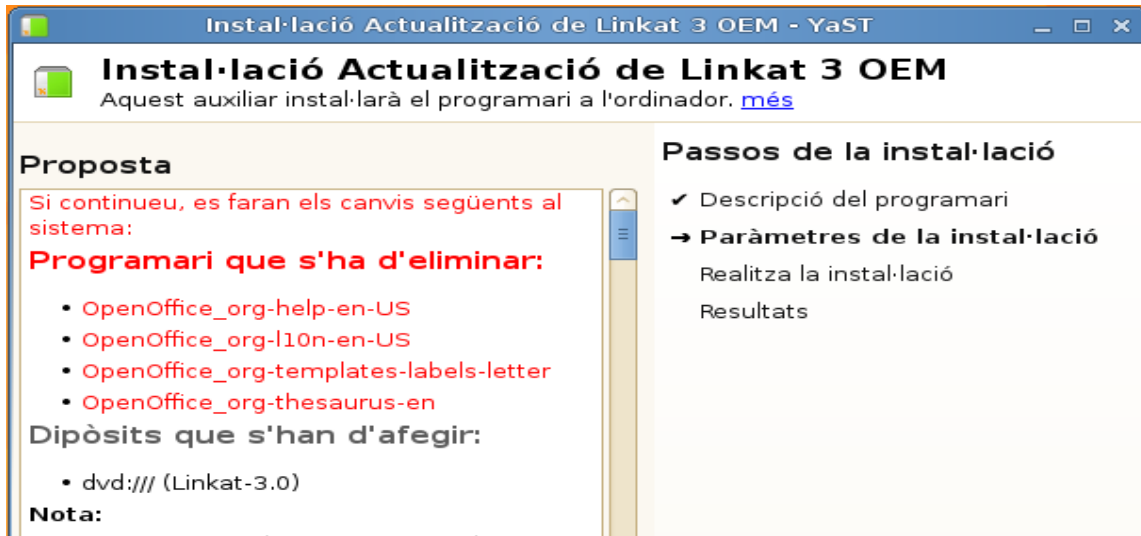 Instal·lació Actualització de Linkat 3 OEM - YaST
Instal·lació Actualització de Linkat 3 OEM
Aquest auxiliar instal·larà el programari a l'ordinador. més
Proposta
Si continueu, es faran els canvis següents al
sistema:
Programari que s'ha d'eliminar:
• OpenOffice_org-help-en-US
• OpenOffice_org-l10n-en-US
• OpenOffice_org-templates-labels-letter
• OpenOffice_org-thesaurus-en
Dipòsits que s'han d'afegir:
• dvd:/// (Linkat-3.0)
Nota:
Passos de la instal·lació
✔ Descripció del programari
➔ Paràmetres de la instal·lació
Realitza la instal·lació
Resultats